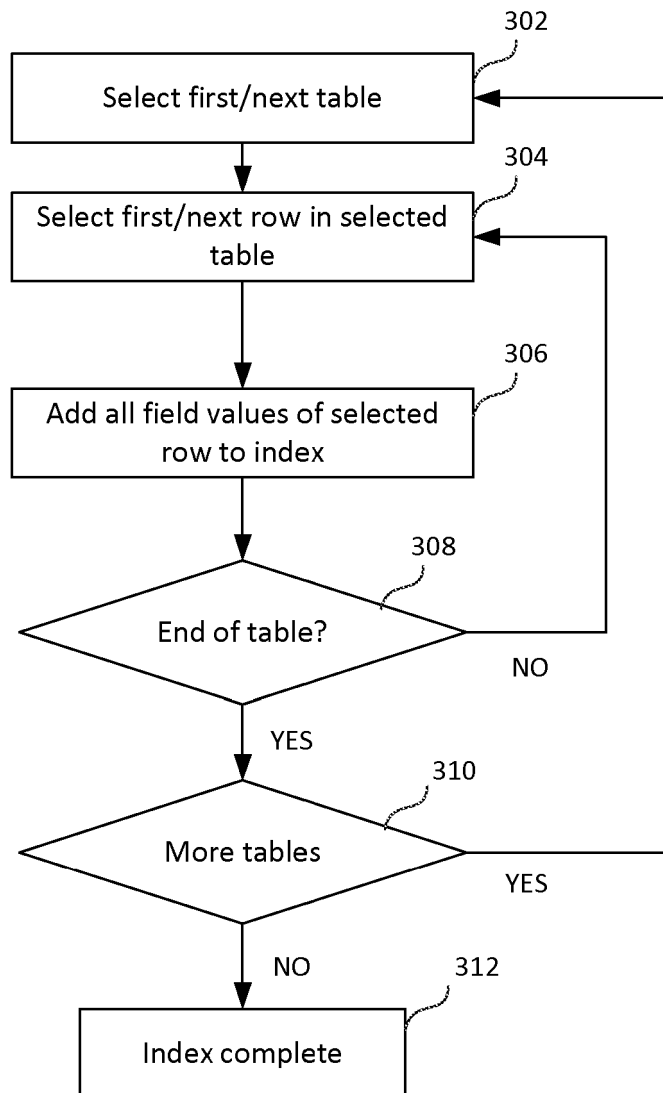 302
Select first/next table
304
Select first/next row in selected
table
306
Add all field values of selected
row to index
308
End of table?
NO
YES
310
More tables
YES
NO
312
Index complete